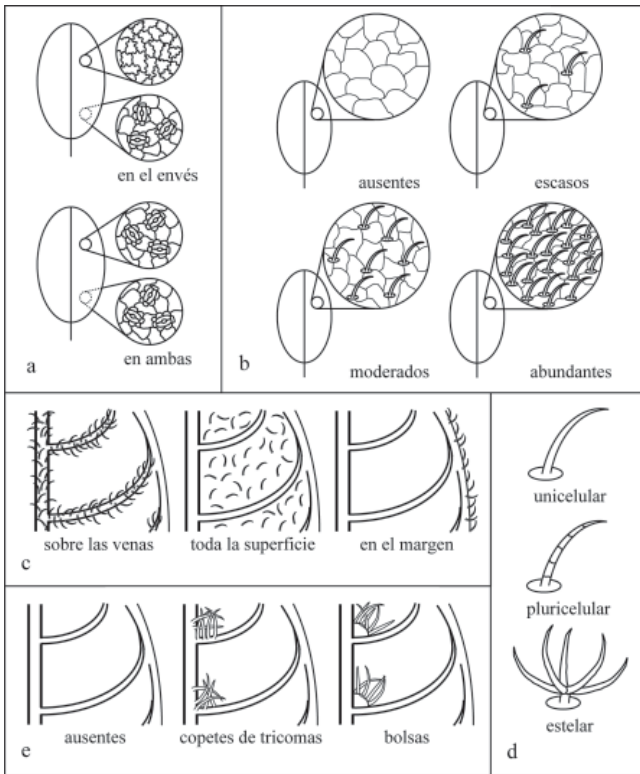 en el envés
en ambas
a
ausentes
escasos
moderados
abundantes
b
sobre las venas
toda la superficie
en el margen
c
unicelular
pluricelular
estelar
d
ausentes
copetes de tricomas
bolsas
e